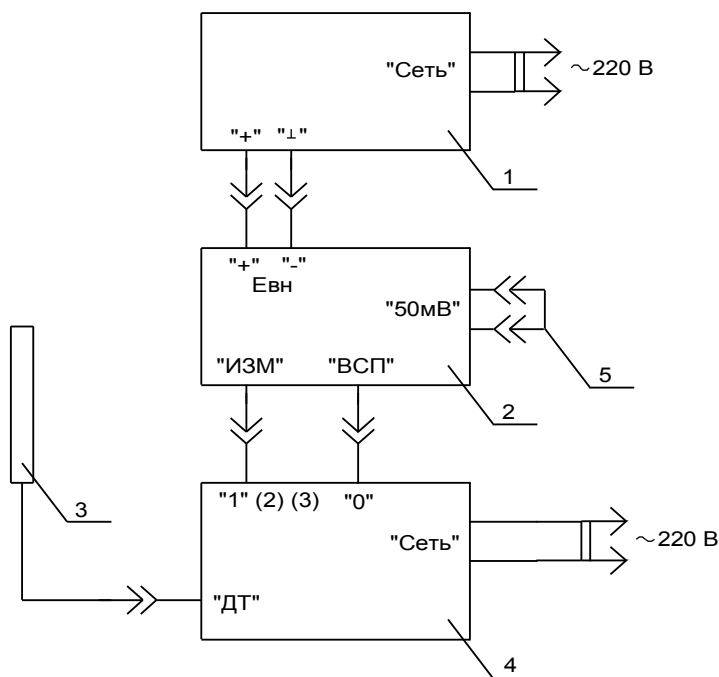 "Сеть"
~220 В
"+" "⊥"
1
"+" "-"
Евн
"50мВ"
"ИЗМ" "ВСП"
5
2
3
"1" (2) (3) "0"
"Сеть"
~220 В
"ДТ"
4